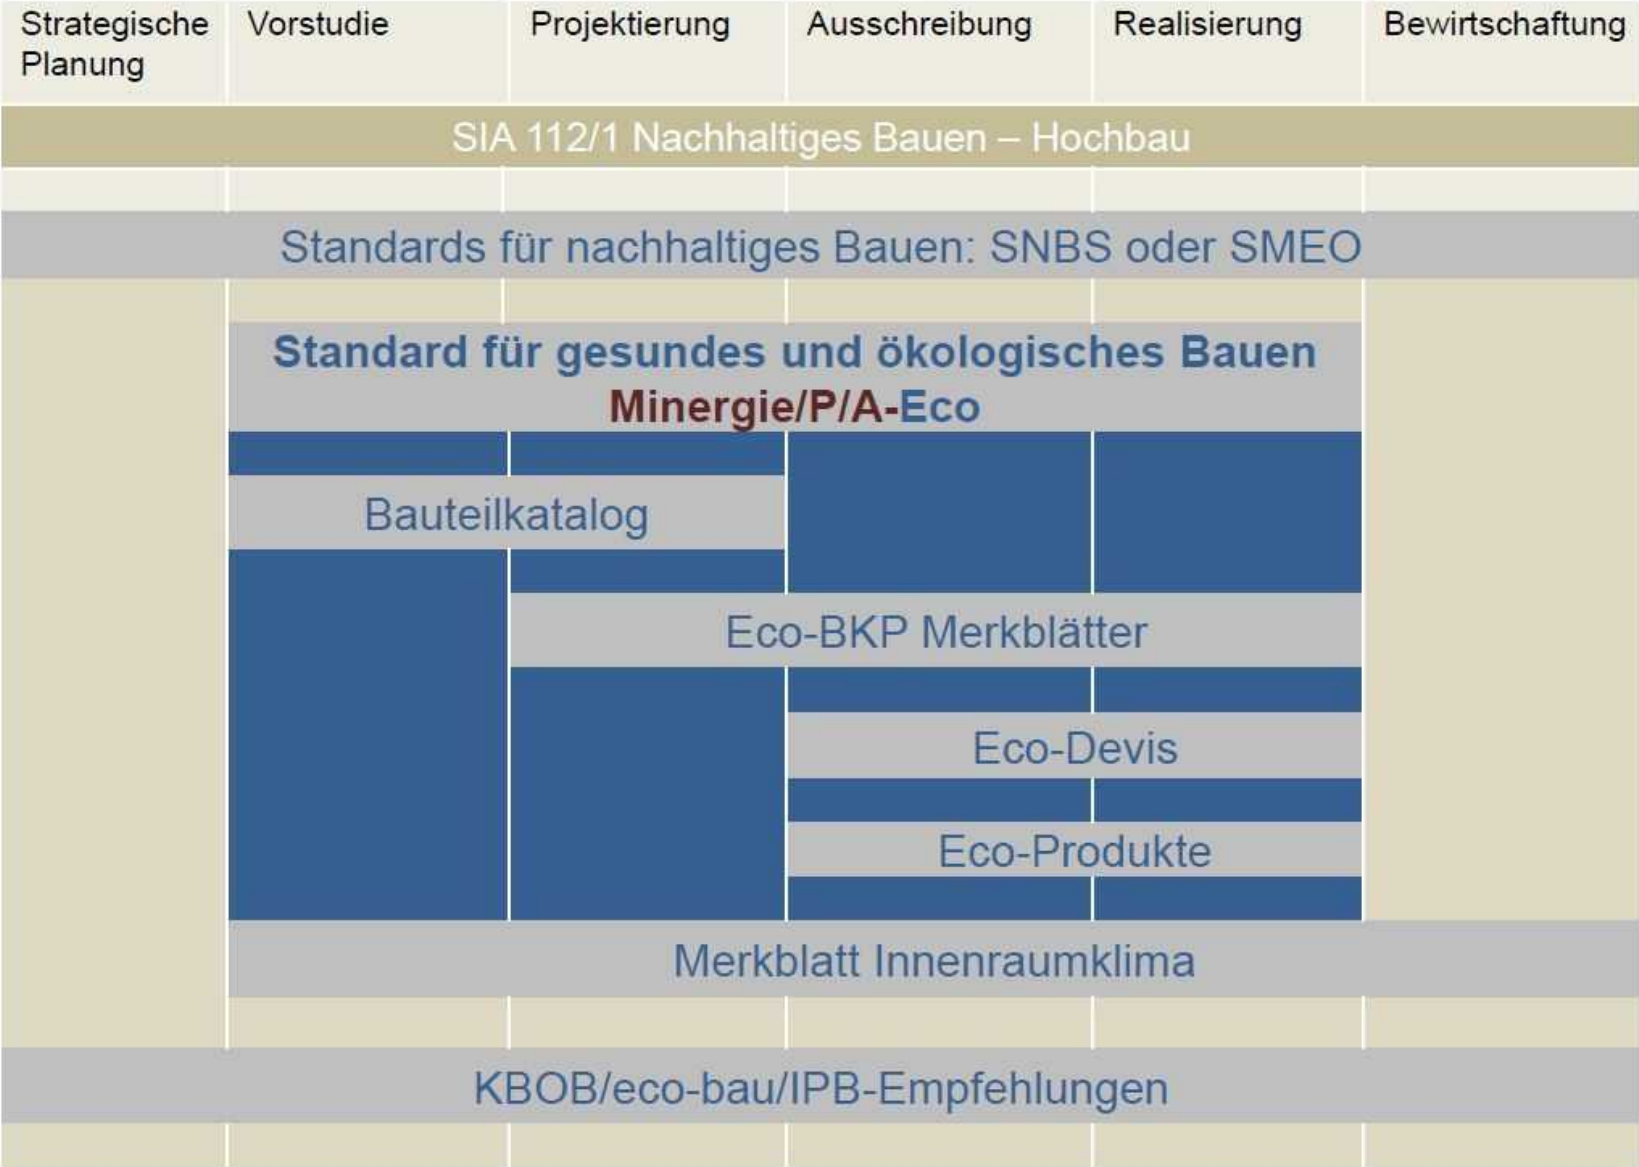 Strategische Planung
Vorstudie
Projektierung
Ausschreibung
Realisierung
Bewirtschaftung
SIA 112/1 Nachhaltiges Bauen – Hochbau
Standards für nachhaltiges Bauen: SNBS oder SMEO
Standard für gesundes und ökologisches Bauen
Minergie/P/A-Eco
Bauteilkatalog
Eco-BKP Merkblätter
Eco-Devis
Eco-Produkte
Merkblatt Innenraumklima
KBOB/eco-bau/IPB-Empfehlungen